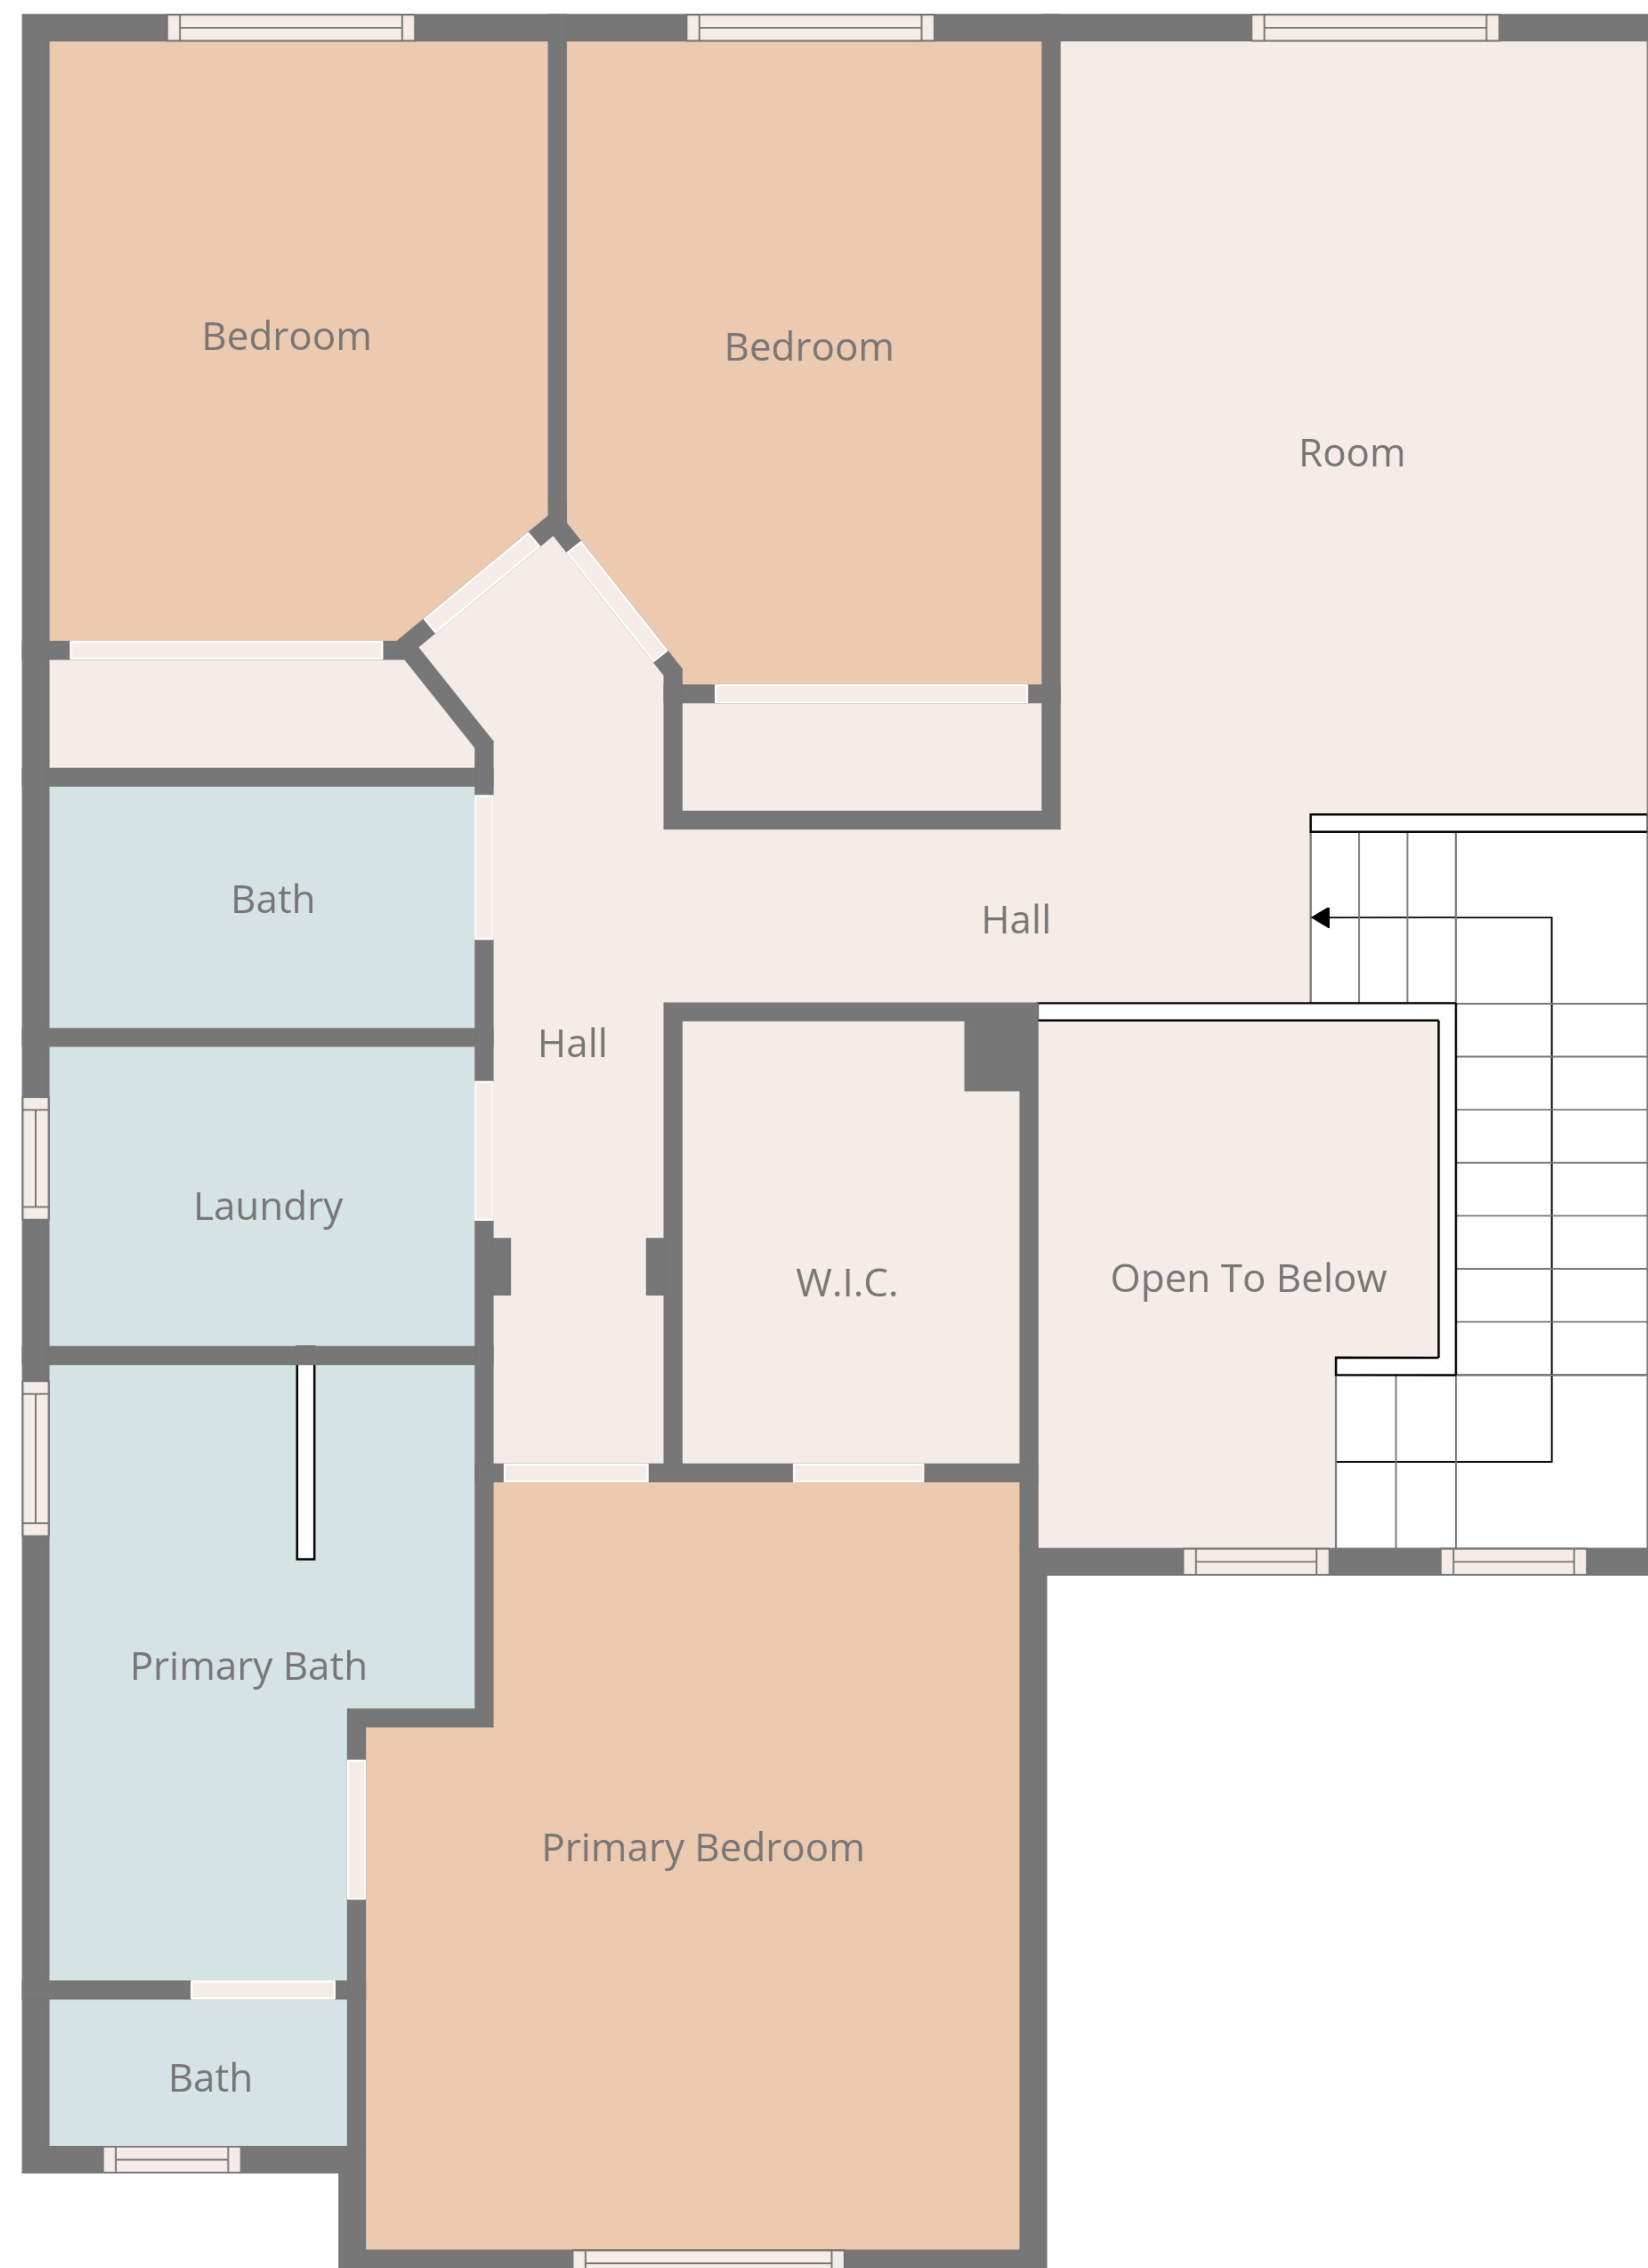 Bedroom
Bedroom
Room
Bath
Hall
Hall
Laundry
W.I.C.
Open To Below
Primary Bath
Primary Bedroom
Bath